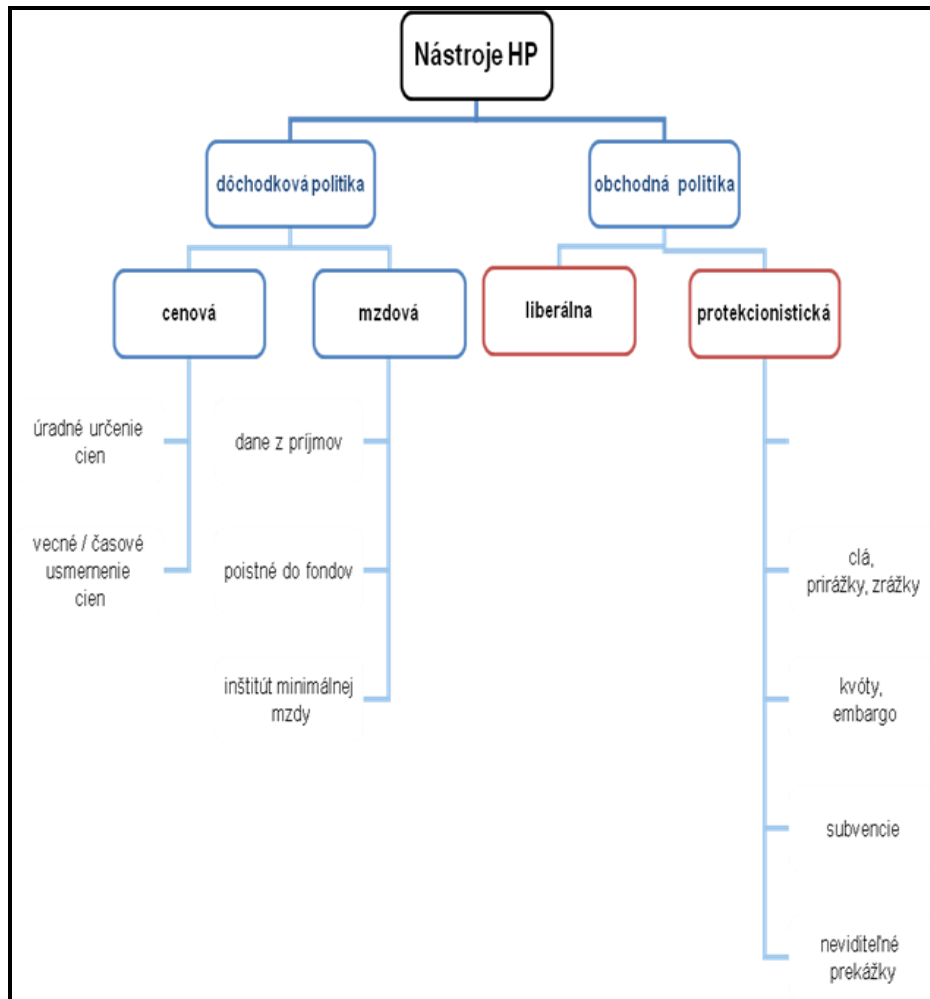 Nástroje HP
dôchodková politika
obchodná politika
cenová
mzdová
liberálna
protekcionistická
úradné určenie
cien
vecné / časové
usmernenie
cien
dane z príjmov
poistné do fondov
inštitút minimálnej
mzdy
clá,
prirážky, zrážky
kvóty,
embargo
subvencie
neviditeľné
prekážky